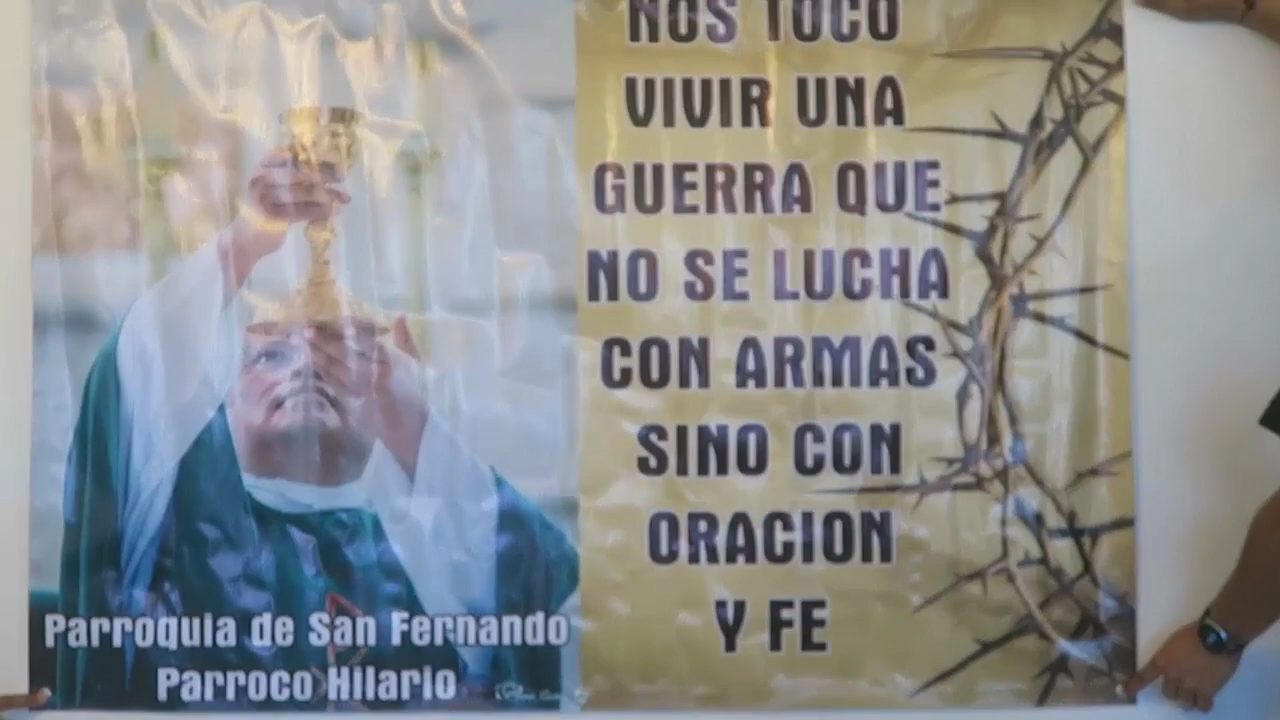 Parroquia de San Fernando
Parroco Hilario
NOS TOCO
VIVIR UNA
GUERRA QUE
NO SE LUCHA
CON ARMAS
SINO CON
ORACION
Y FE